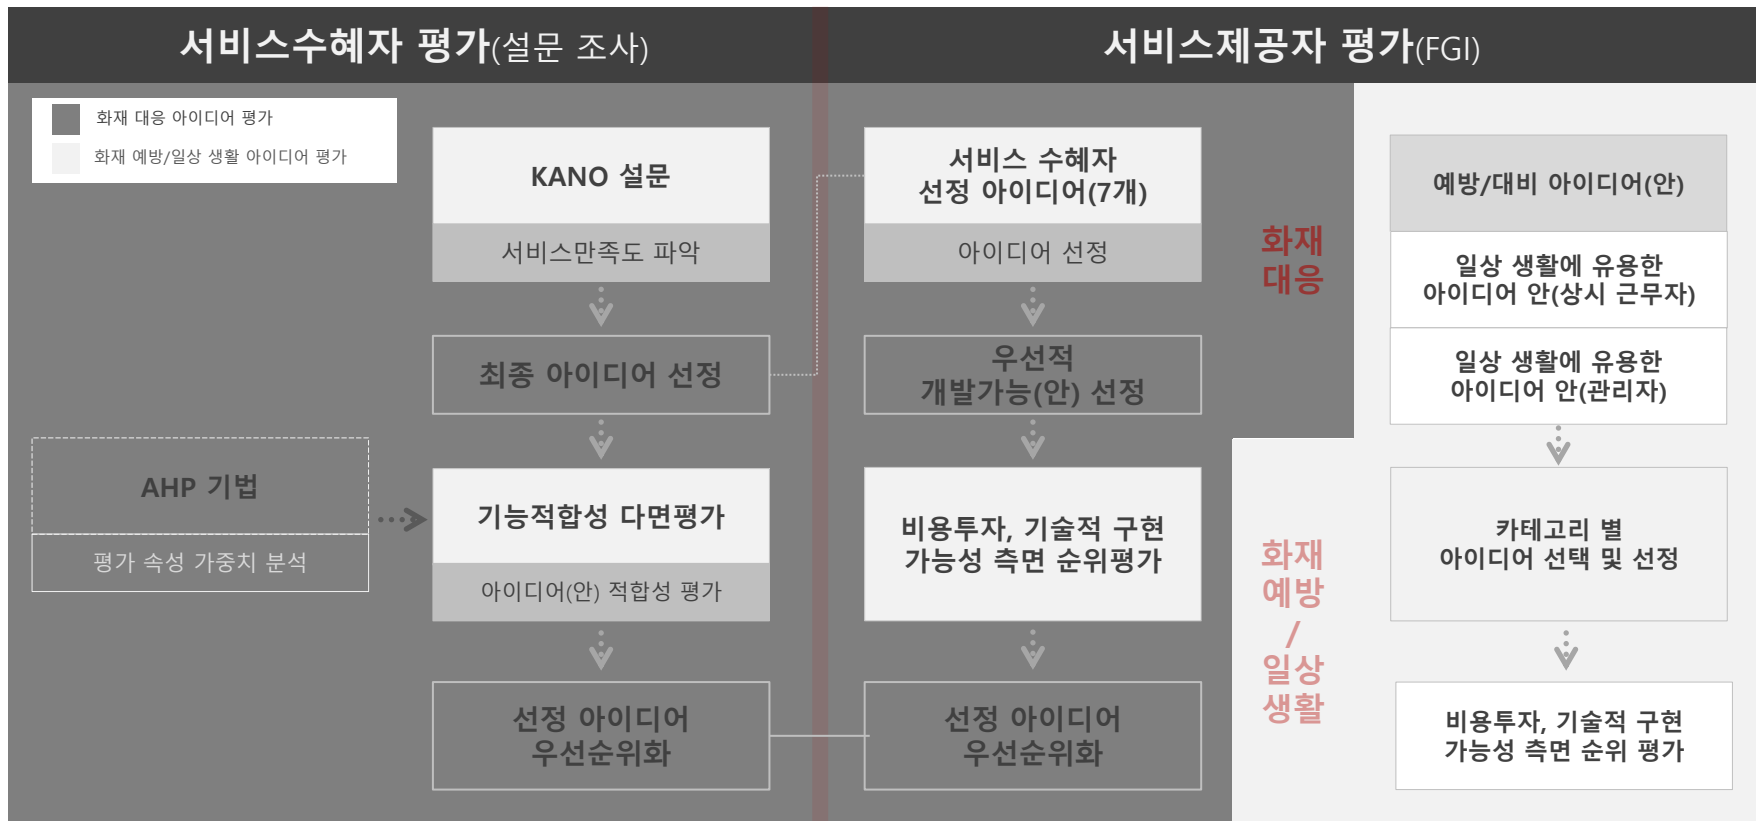 서비스수혜자 평가(설문 조사)
서비스제공자 평가(FGI)
화재 대응 아이디어 평가
화재 예방/일상 생활 아이디어 평가
KANO 설문
서비스만족도 파악
최종 아이디어 선정
AHP 기법
평가 속성 가중치 분석
기능적합성 다면평가
아이디어(안) 적합성 평가
선정 아이디어
우선순위화
서비스 수혜자
선정 아이디어(7개)
아이디어 선정
우선적
개발가능(안) 선정
비용투자, 기술적 구현
가능성 측면 순위평가
선정 아이디어
우선순위화
화재
대응
화재
예방
/
일상
생활
예방/대비 아이디어(안)
일상 생활에 유용한
아이디어 안(상시 근무자)
일상 생활에 유용한
아이디어 안(관리자)
카테고리 별
아이디어 선택 및 선정
비용투자, 기술적 구현
가능성 측면 순위 평가